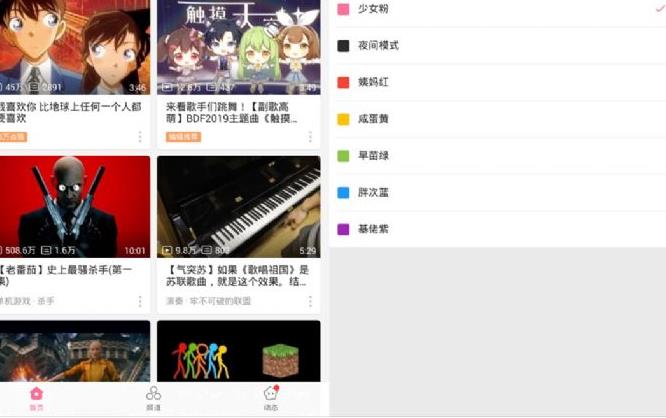 触摸天空
45万 2891 3:46
12.6万 437 3:49
我喜欢你 比地球上任何一个人都
要喜欢
来看歌手们跳舞！【副歌高
萌】BDF2019主题曲《触摸...
编辑推荐
508.6万 1.6万 10:01
9.8万 803 5:29
【老番茄】史上最骚杀手(第一
集)
单机游戏 · 杀手
【气突苏】如果《歌唱祖国》是
苏联歌曲，就是这个效果。结...
演奏 · 牢不可破的联盟
首页
频道
动态
少女粉
夜间模式
姨妈红
咸蛋黄
早苗绿
胖次蓝
基佬紫